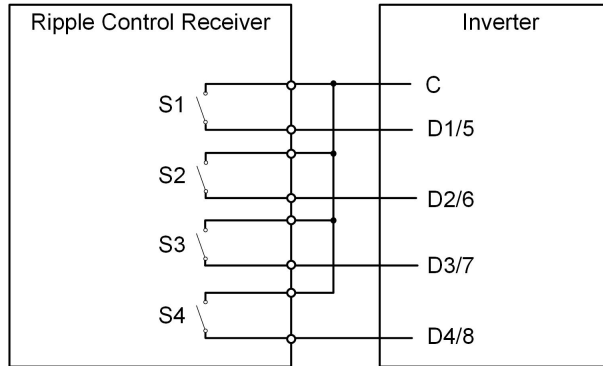 Ripple Control Receiver
Inverter
C
S1
D1/5
S2
D2/6
S3
D3/7
S4
D4/8